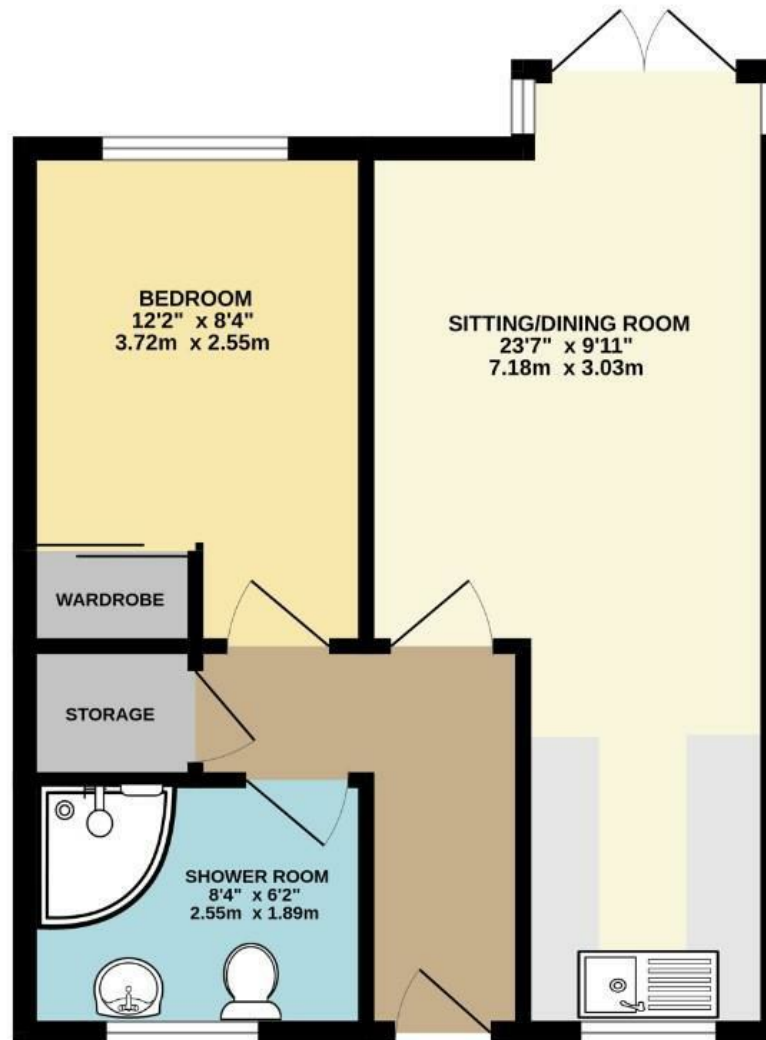 BEDROOM
12'2" x 8'4"
3.72m x 2.55m
SITTING/DINING ROOM
23'7" x 9'11"
7.18m x 3.03m
WARDROBE
STORAGE
SHOWER ROOM
8'4" x 6'2"
2.55m x 1.89m